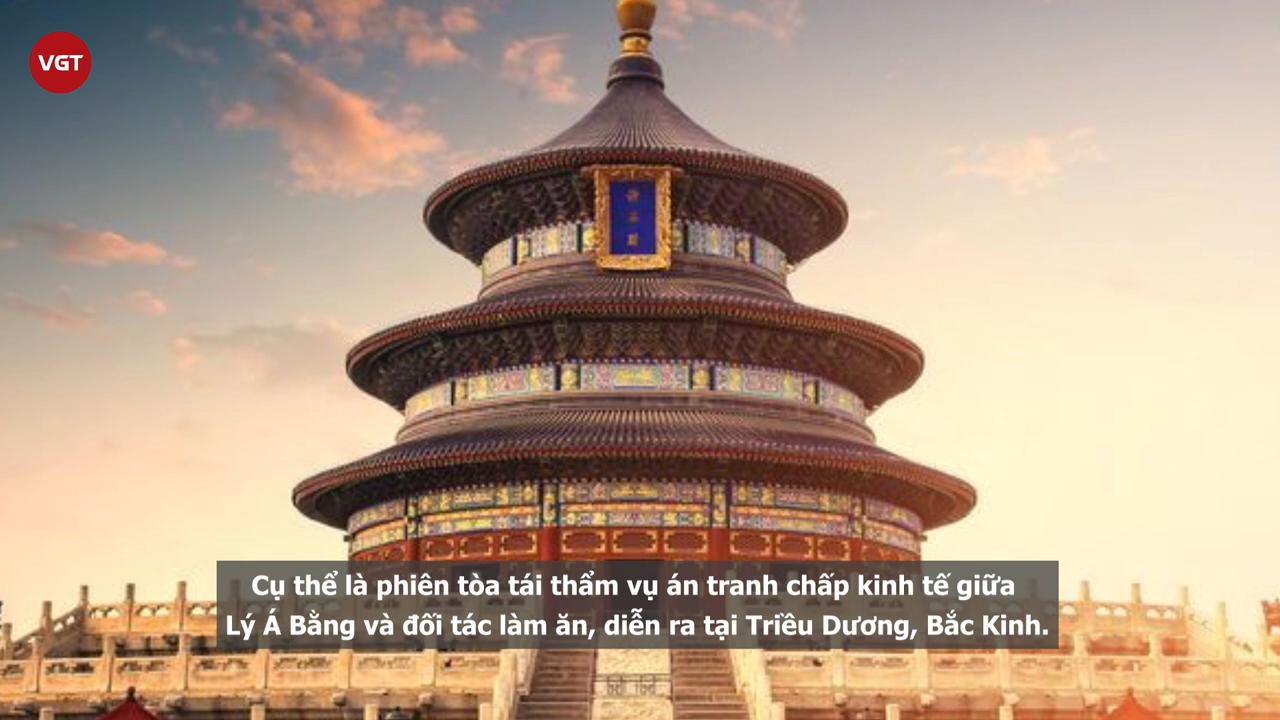 VGT
Cụ thể là phiên tòa tái thẩm vụ án tranh chấp kinh tế giữa
Lý Á Bằng và đối tác làm ăn, diễn ra tại Triều Dương, Bắc Kinh.